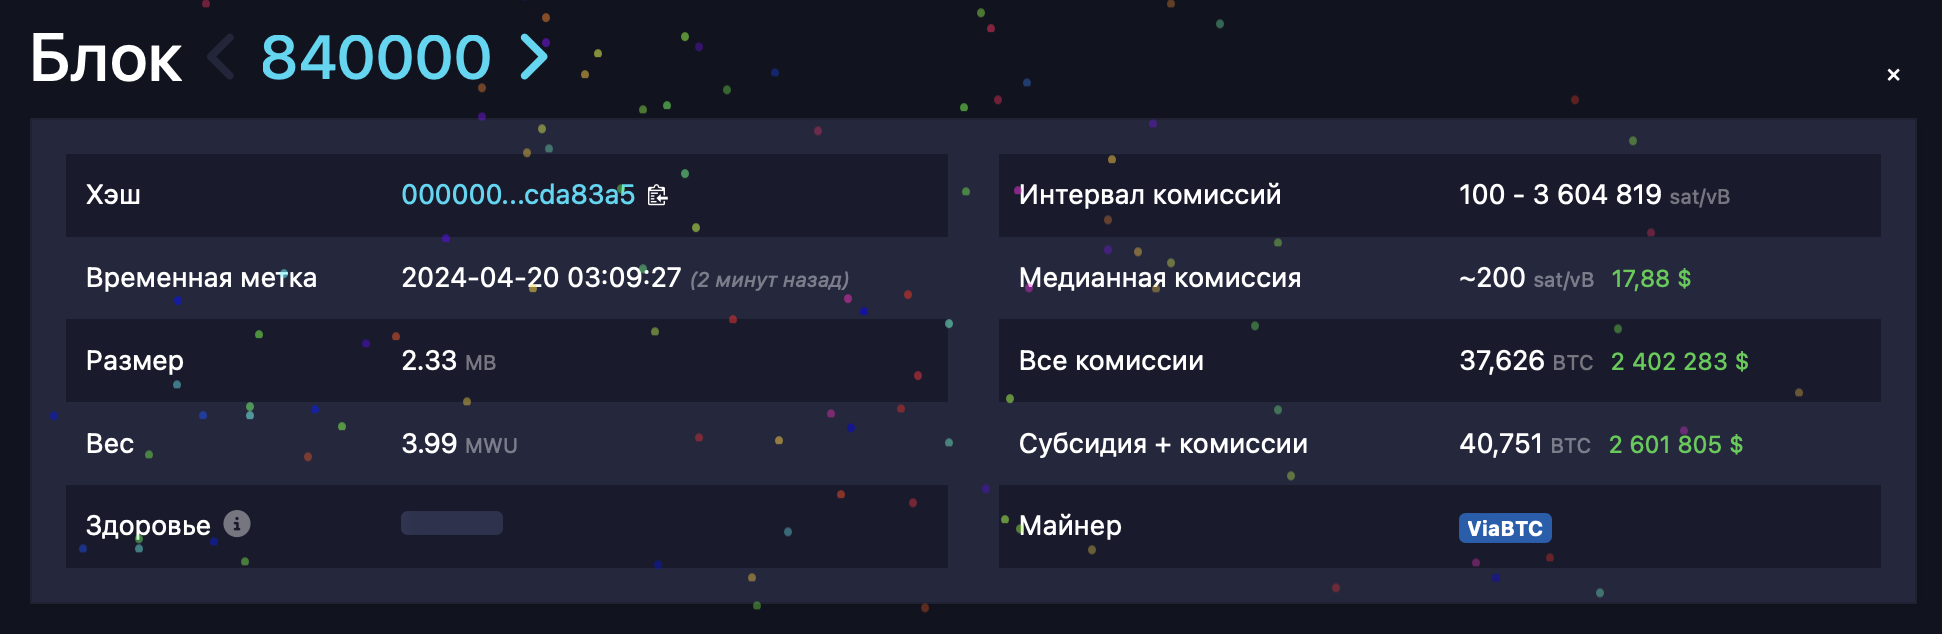 Блок 840000
Хэш 000000...cda83a5
Временная метка 2024-04-20 03:09:27 (2 минут назад)
Размер 2.33 MB
Вес 3.99 MWU
Здоровье
Интервал комиссий 100 - 3 604 819 sat/vB
Медианная комиссия ~200 sat/vB 17,88 $
Все комиссии 37,626 BTC 2 402 283 $
Субсидия + комиссии 40,751 BTC 2 601 805 $
Майнер ViaBTC